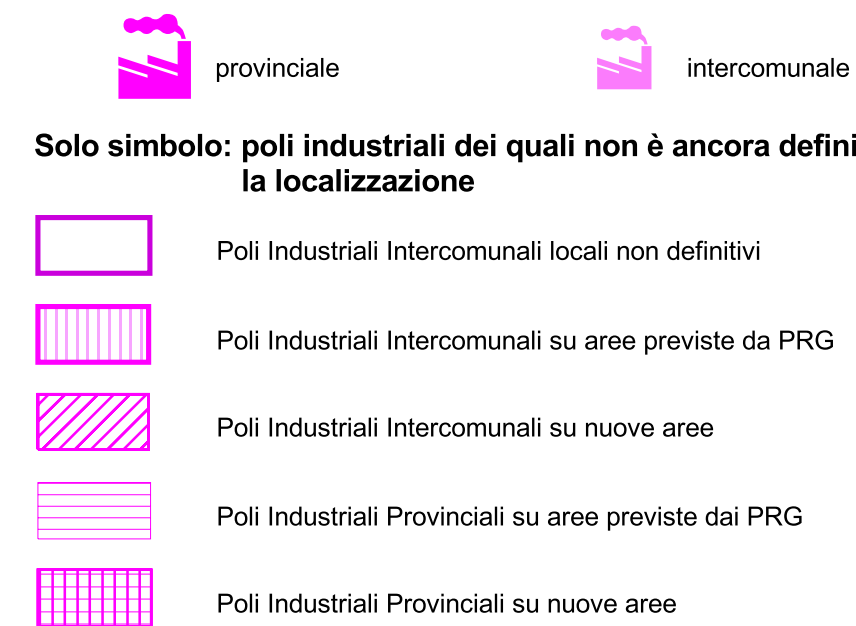 provinciale
intercomunale
Solo simbolo: poli industriali dei quali non è ancora
la localizzazione
Poli Industriali Intercomunali locali non definitivi
Poli Industriali Intercomunali su aree previste da PRG
Poli Industriali Intercomunali su nuove aree
Poli Industriali Provinciali su aree previste dai PRG
Poli Industriali Provinciali su nuove aree